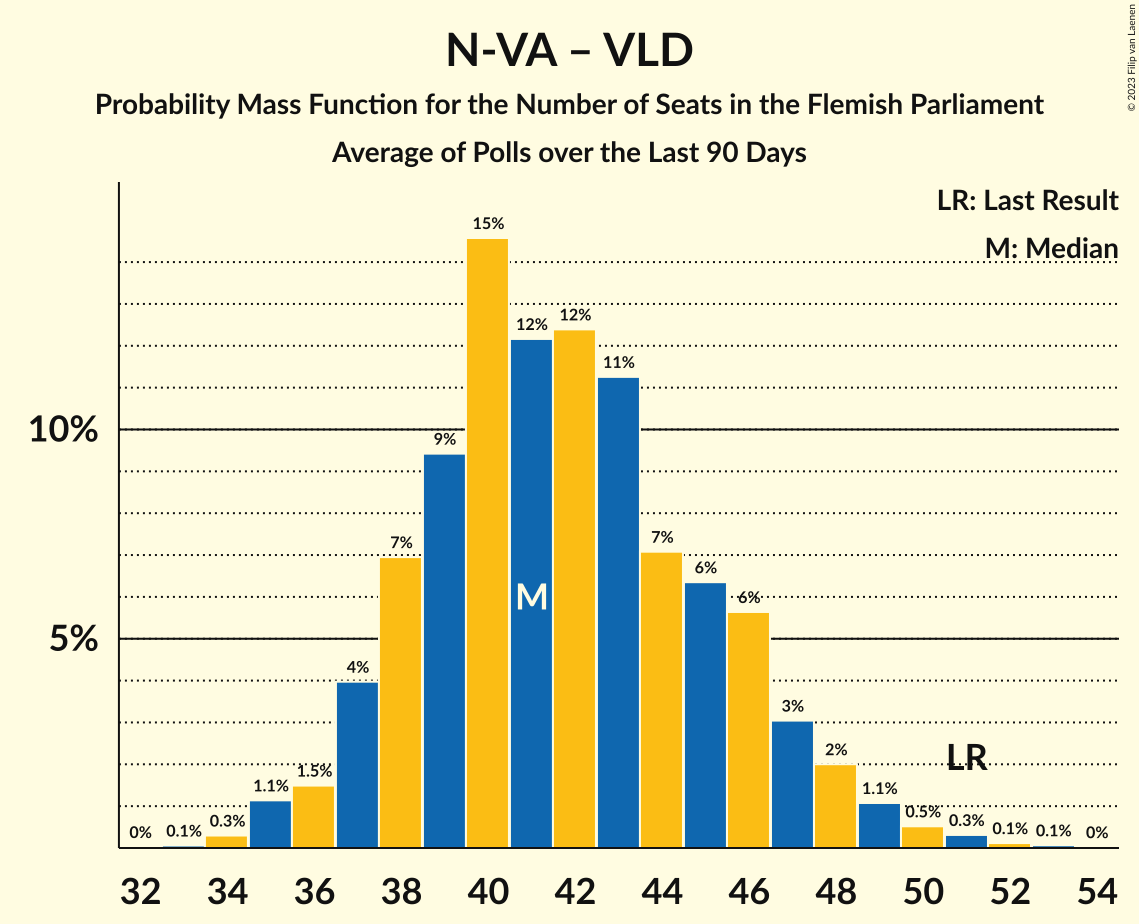 N-VA – VLD
Probability Mass Function for the Number of Seats in the Flemish Parliament
Average of Polls over the Last 90 Days
© 2023 Filip van Laenen
LR: Last Result
M: Median
15%
12%
12%
11%
10%
9%
7%
7%
6%
6%
M
5%
4%
3%
2%
LR
1.5%
1.1%
1.1%
0.5%
0.3%
0.3%
0%
0.1%
0.1%
0.1%
0%
32 34 36 38 40 42 44 46 48 50 52 54